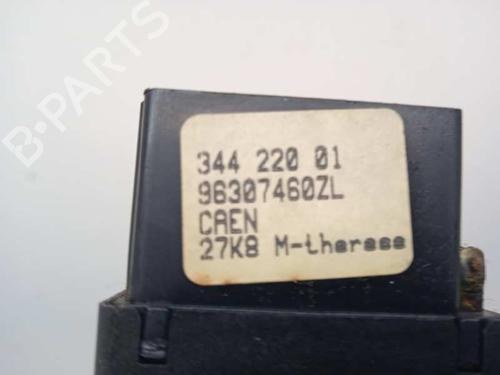 B-PARTS
344 220 01
96307460ZL
CAEN
27K8 M-therese